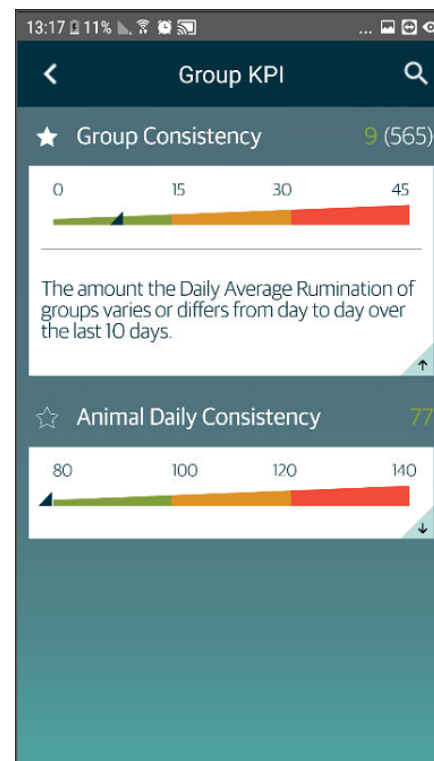 13:17 11% ...
Group KPI
Group Consistency 9 (565)
0 15 30 45
The amount the Daily Average Rumination of
groups varies or differs from day to day over
the last 10 days.
Animal Daily Consistency 77
80 100 120 140